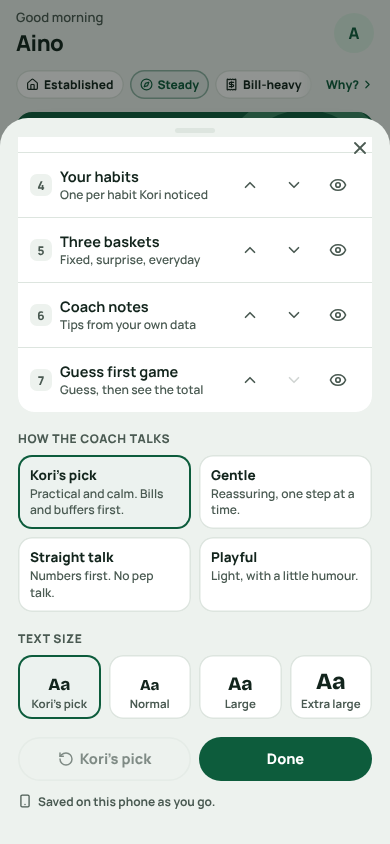 Good morning
Aino
A
Established
Steady
Bill-heavy
Why?
4
Your habits
One per habit Kori noticed
5
Three baskets
Fixed, surprise, everyday
6
Coach notes
Tips from your own data
7
Guess first game
Guess, then see the total
HOW THE COACH TALKS
Kori's pick
Practical and calm. Bills
and buffers first.
Gentle
Reassuring, one step at a
time.
Straight talk
Numbers first. No pep
talk.
Playful
Light, with a little humour.
TEXT SIZE
Aa
Kori's pick
Aa
Normal
Aa
Large
Aa
Extra large
Kori's pick
Done
Saved on this phone as you go.